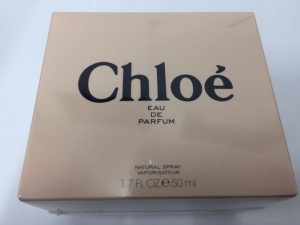 Chloé
EAU
DE
PARFUM
NATURAL SPRAY
VAPORISATEUR
1.7 FL OZ ℮ 50 ml